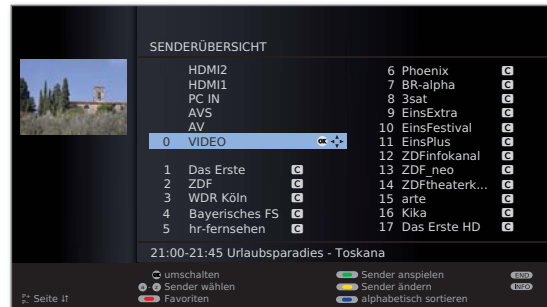 SENDERÜBERSICHT
HDMI2
HDMI1
PC IN
AVS
AV
0 VIDEO OK
1 Das Erste C
2 ZDF C
3 WDR Köln C
4 Bayerisches FS C
5 hr-fernsehen C
6 Phoenix C
7 BR-alpha C
8 3sat C
9 EinsExtra C
10 EinsFestival C
11 EinsPlus C
12 ZDFinfokanal C
13 ZDF_neo C
14 ZDFtheaterk... C
15 arte C
16 Kika C
17 Das Erste HD C
21:00-21:45 Urlaubsparadies - Toskana
P+ P- Seite
OK umschalten
Sender wählen
Favoriten
Sender anspielen
Sender ändern
alphabetisch sortieren
END
INFO